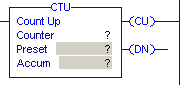 CTU
Count Up (CU)
Counter ?
Preset ? (DN)
Accum ?